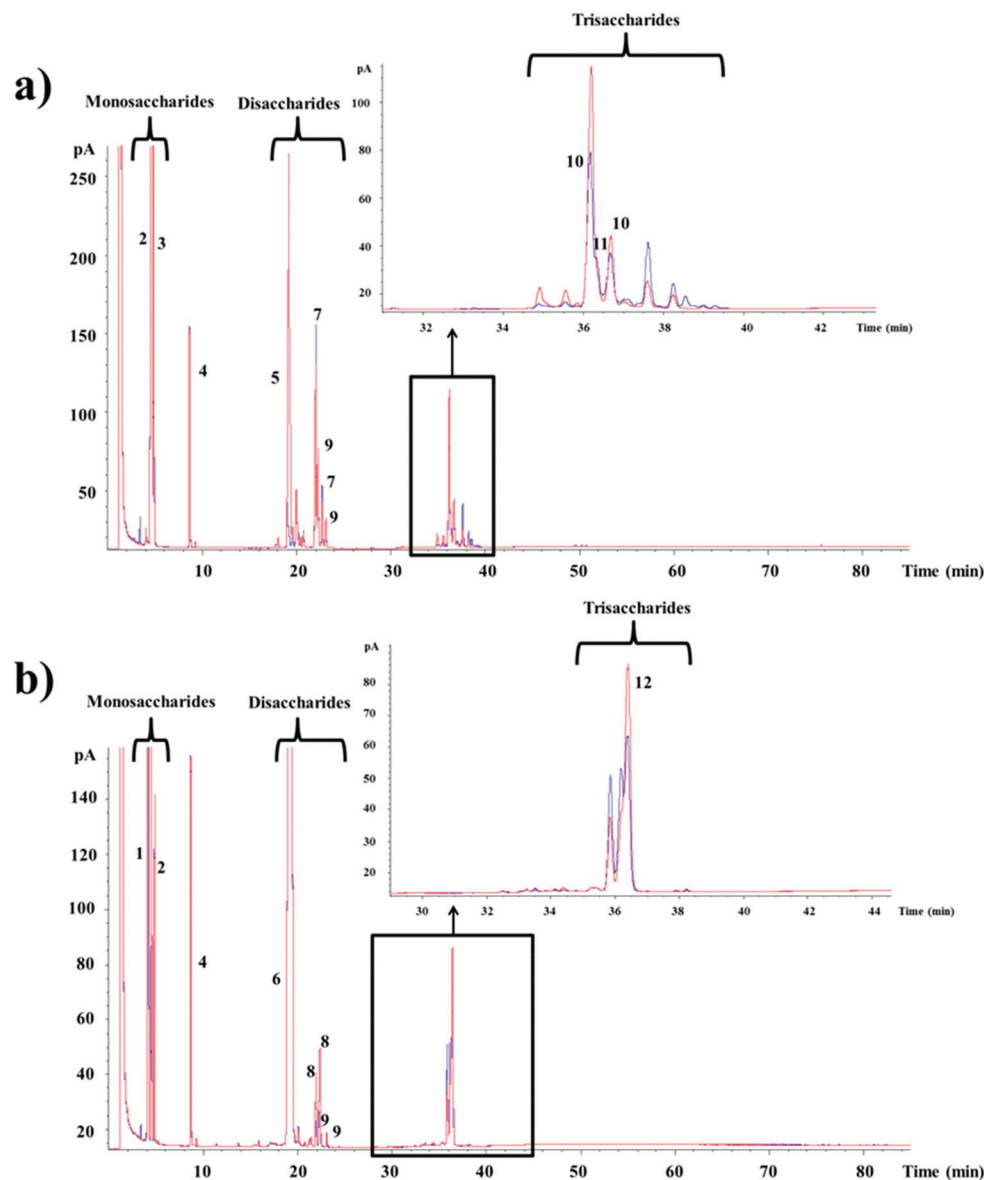 a)
Monosaccharides
Disaccharides
Trisaccharides
pA
250
200
150
100
50
2
3
4
5
7
9
7
9
10 20 30 40 50 60 70 80 Time (min)
pA
100
80
60
40
20
10
11
10
32 34 36 38 40 42 Time (min)
b)
Monosaccharides
Disaccharides
Trisaccharides
pA
140
120
100
80
60
40
20
1
2
4
6
8
8
9
9
10 20 30 40 50 60 70 80 Time (min)
pA
80
70
60
50
40
30
20
12
30 32 34 36 38 40 42 44 Time (min)